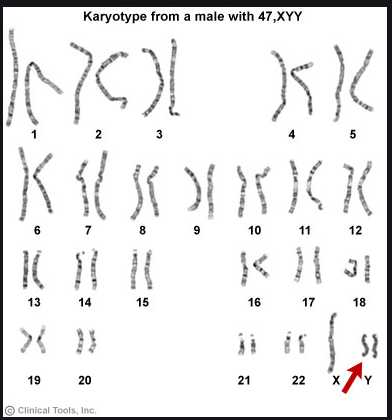 Karyotype from a male with 47,XYY
1 2 3 4 5
6 7 8 9 10 11 12
13 14 15 16 17 18
19 20 21 22 X Y
© Clinical Tools, Inc.